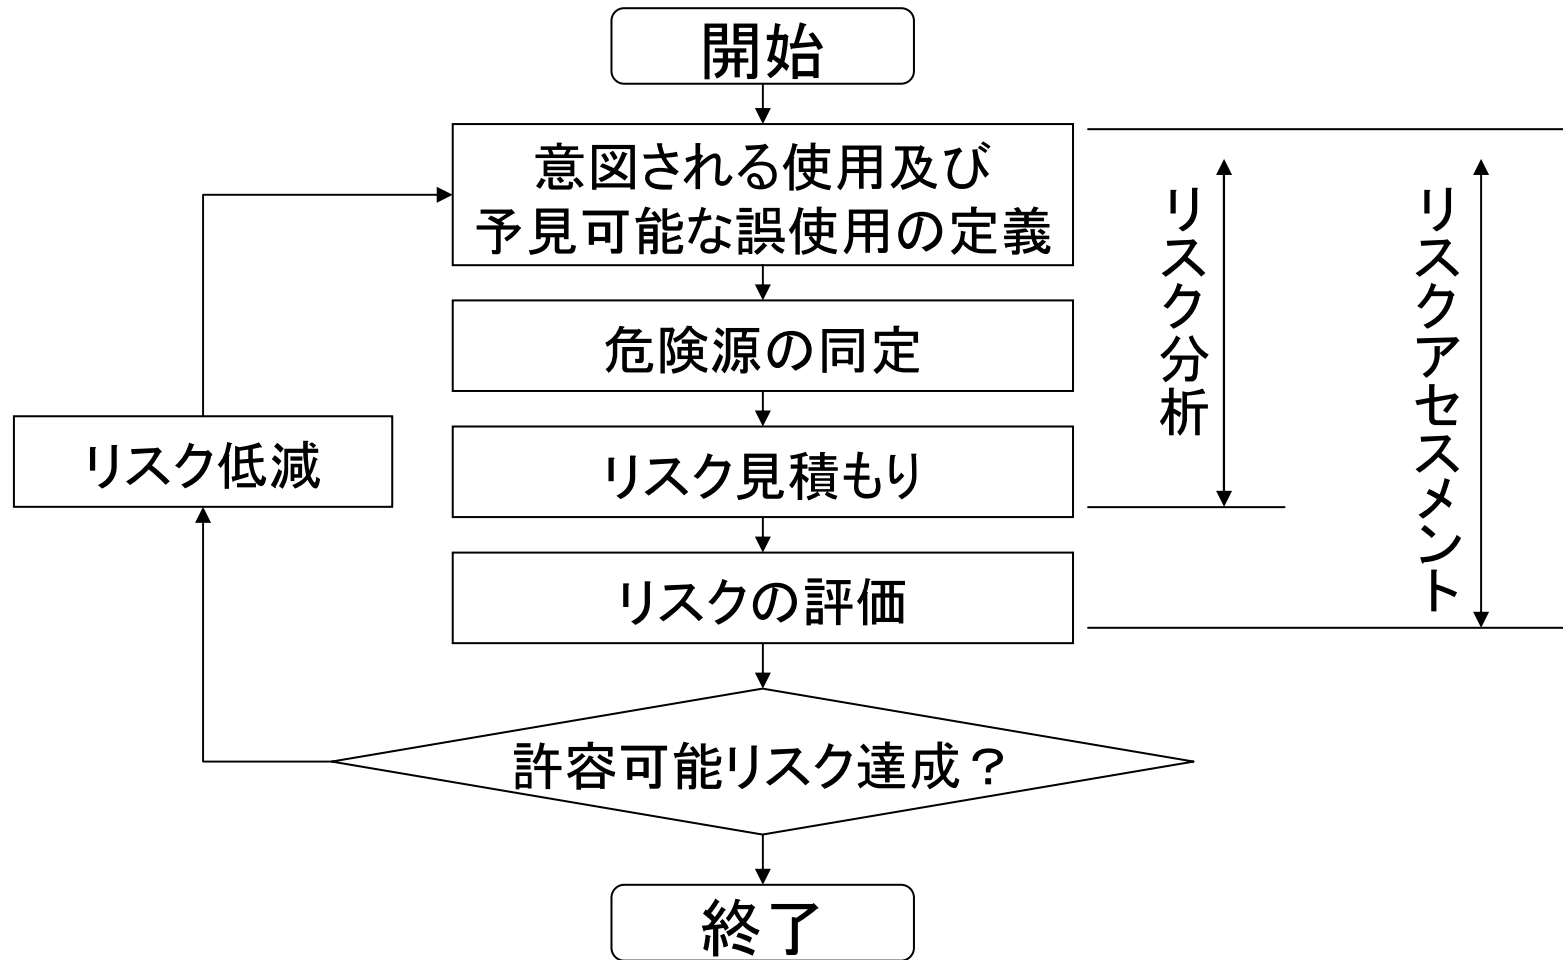 開始
意図される使用及び
予見可能な誤使用の定義
危険源の同定
リスク見積もり
リスクの評価
許容可能リスク達成？
終了
リスク低減
リスク分析
リスクアセスメント